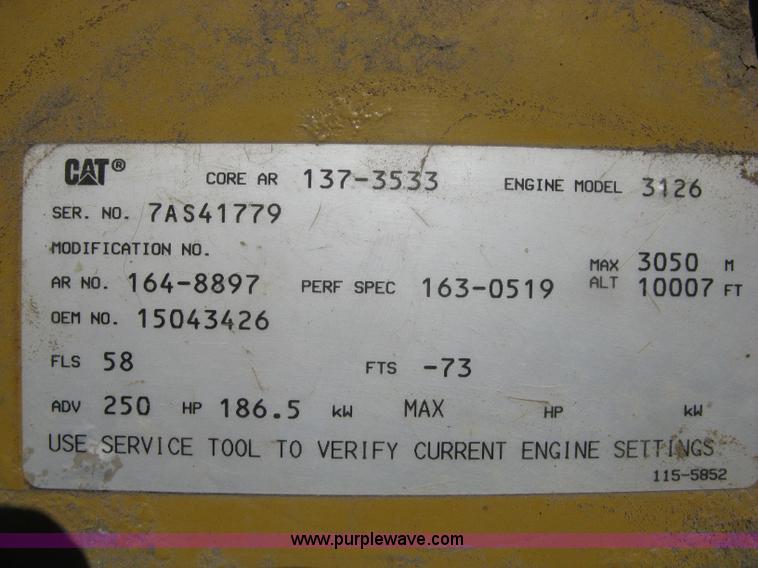 CAT® CORE AR 137-3533 ENGINE MODEL 3126
SER. NO. 7AS41779
MODIFICATION NO.
AR NO. 164-8897 PERF SPEC 163-0519 MAX ALT 3050 M 10007 FT
OEM NO. 15043426
FLS 58 FTS -73
ADV 250 HP 186.5 kW MAX HP kW
USE SERVICE TOOL TO VERIFY CURRENT ENGINE SETTINGS
115-5852
www.purplewave.com